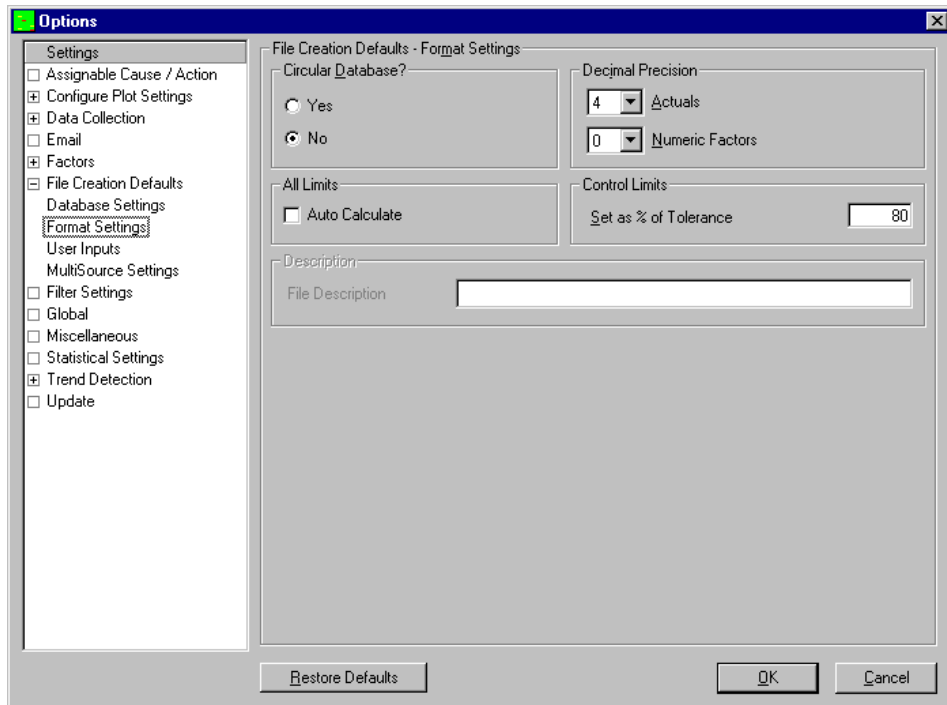 Options
Settings
Assignable Cause / Action
Configure Plot Settings
Data Collection
Email
Factors
File Creation Defaults
Database Settings
Format Settings
User Inputs
MultiSource Settings
Filter Settings
Global
Miscellaneous
Statistical Settings
Trend Detection
Update
File Creation Defaults - Format Settings
Circular Database?
Yes
No
Decimal Precision
4 Actuals
0 Numeric Factors
All Limits
Auto Calculate
Control Limits
Set as % of Tolerance 80
Description
File Description
Restore Defaults
OK
Cancel